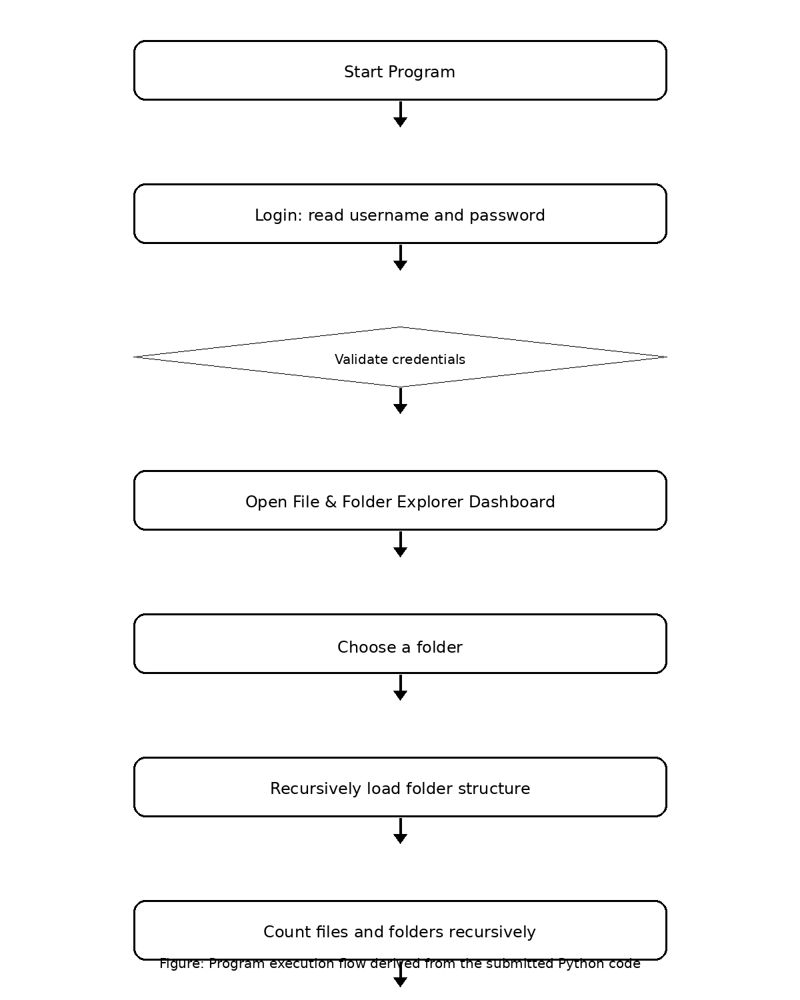 Start Program
Login: read username and password
Validate credentials
Open File & Folder Explorer Dashboard
Choose a folder
Recursively load folder structure
Count files and folders recursively
Figure: Program execution flow derived from the submitted Python code